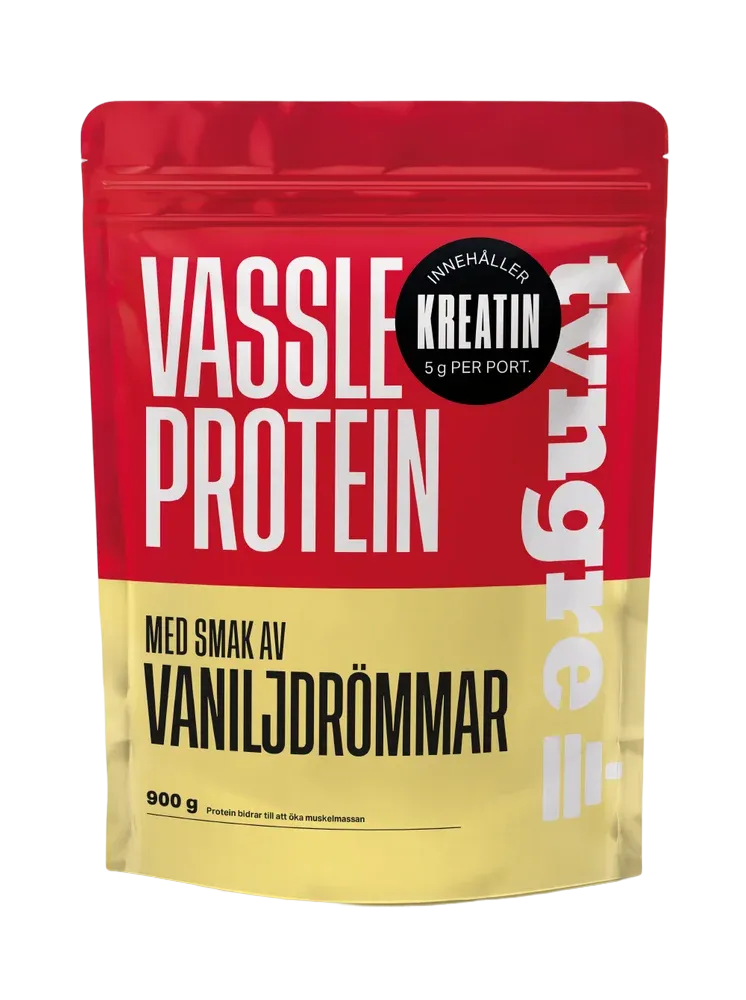 VASSLE
PROTEIN
INNEHÅLLER
KREATIN
5 g PER PORT.
tyngre
MED SMAK AV
VANILJDRÖMMAR
900 g Protein bidrar till att öka muskelmassan